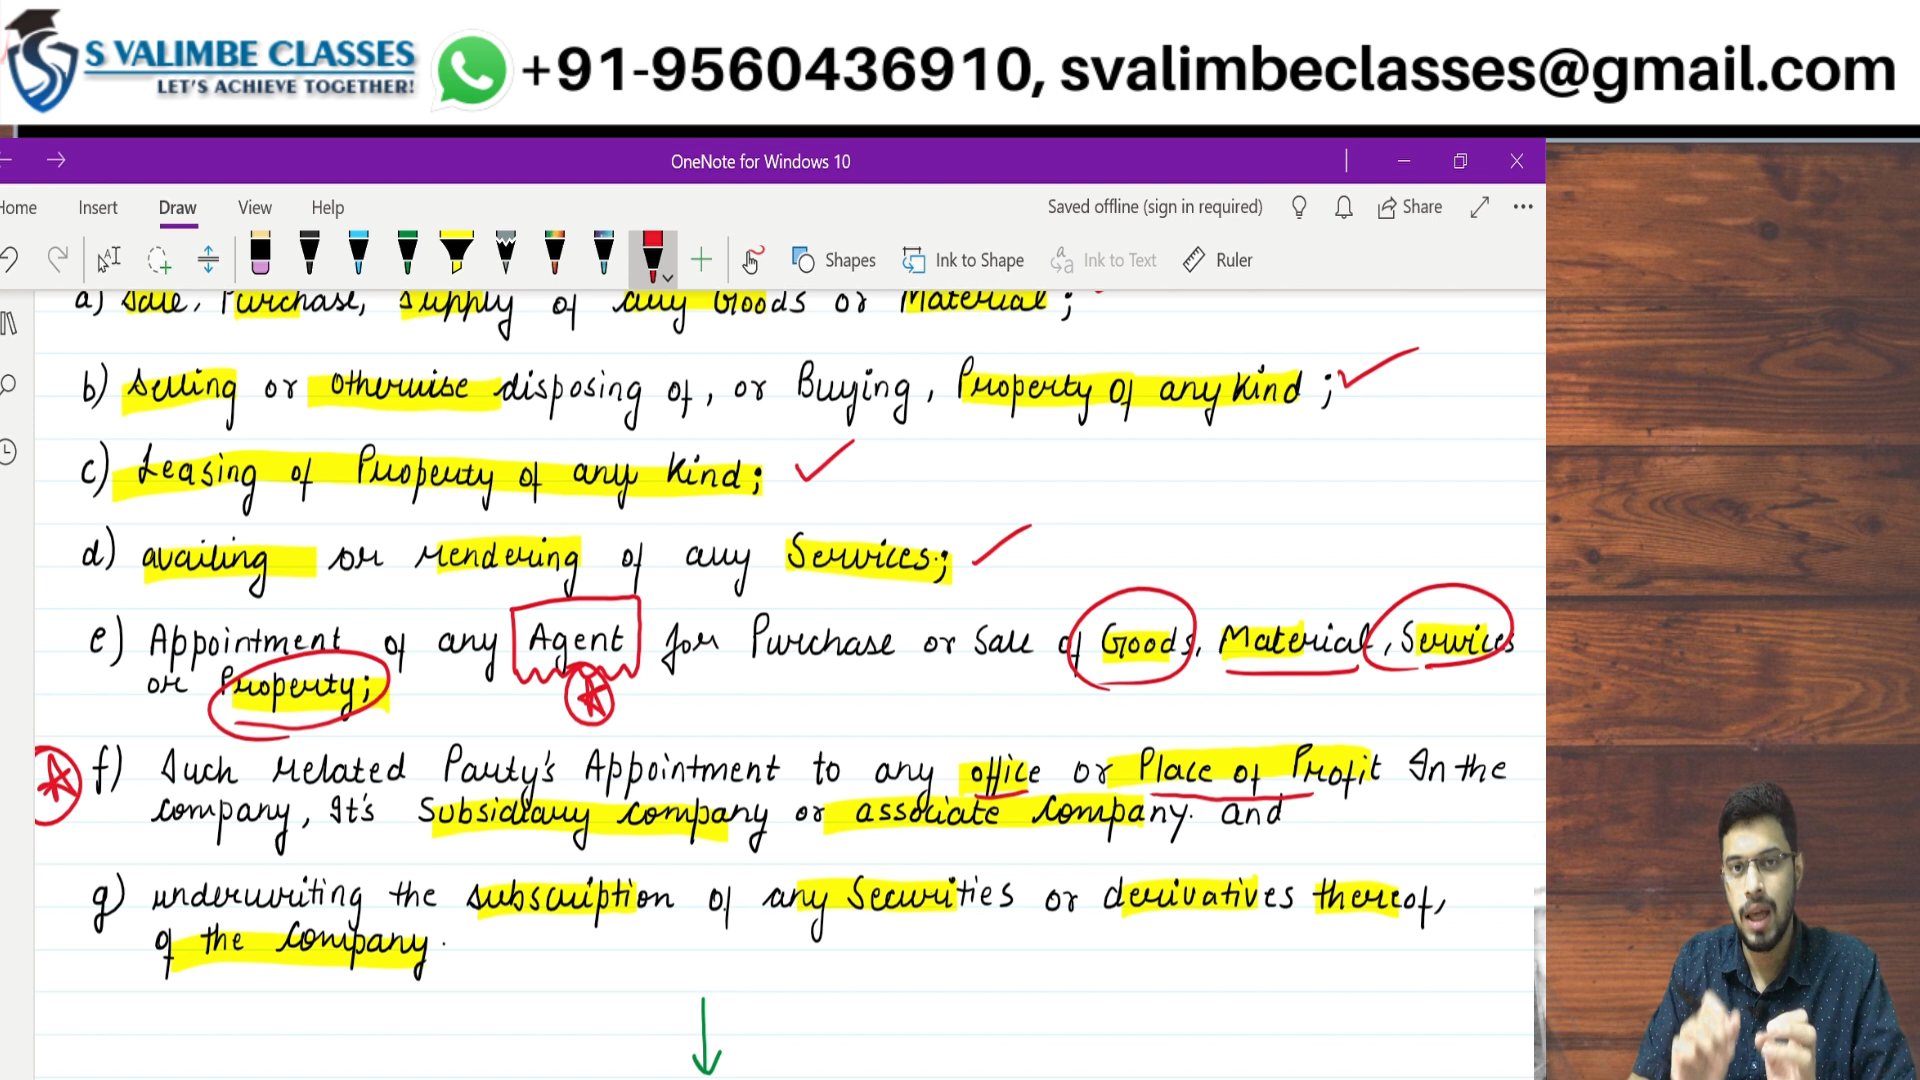 S VALIMBE CLASSES
LET'S ACHIEVE TOGETHER!
+91-9560436910, svalimbeclasses@gmail.com
OneNote for Windows 10
Home Insert Draw View Help
Saved offline (sign in required) Share
Shapes Ink to Shape Ink to Text Ruler
a) Sale, Purchase, Supply of any Goods or Material ;
b) Selling or otherwise disposing of, or Buying, Property of any Kind ;
c) Leasing of Property of any Kind ;
d) availing or rendering of any Services ;
e) Appointment of any Agent for Purchase or Sale of Goods, Material, Services
or Property ;
f) Such related Party's Appointment to any office or Place of Profit In the
company, It's Subsidiary company or associate company. and
g) underwriting the subscription of any Securities or derivatives thereof,
of the Company.